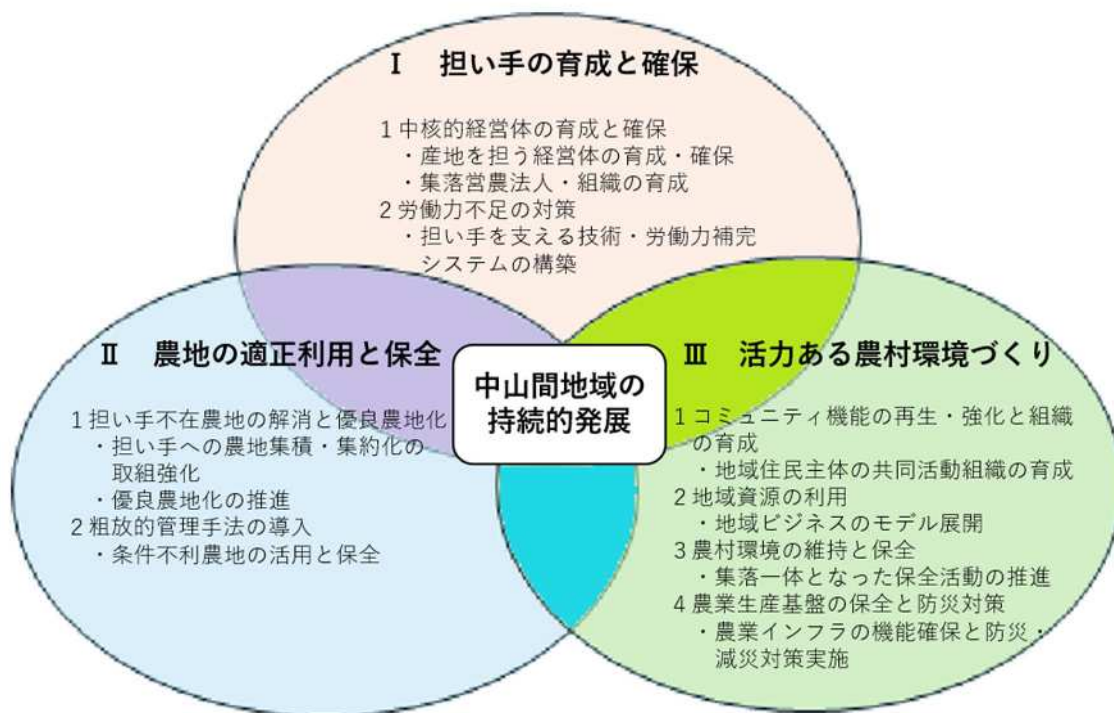 Ⅰ　担い手の育成と確保
1 中核的経営体の育成と確保
・産地を担う経営体の育成・確保
・集落営農法人・組織の育成
2 労働力不足の対策
・担い手を支える技術・労働力補完
システムの構築
Ⅱ　農地の適正利用と保全
1 担い手不在農地の解消と優良農地化
・担い手への農地集積・集約化の
取組強化
・優良農地化の推進
2 粗放的管理手法の導入
・条件不利農地の活用と保全
中山間地域の
持続的発展
Ⅲ　活力ある農村環境づくり
1 コミュニティ機能の再生・強化と組織
の育成
・地域住民主体の共同活動組織の育成
2 地域資源の利用
・地域ビジネスのモデル展開
3 農村環境の維持と保全
・集落一体となった保全活動の推進
4 農業生産基盤の保全と防災対策
・農業インフラの機能確保と防災・
減災対策実施